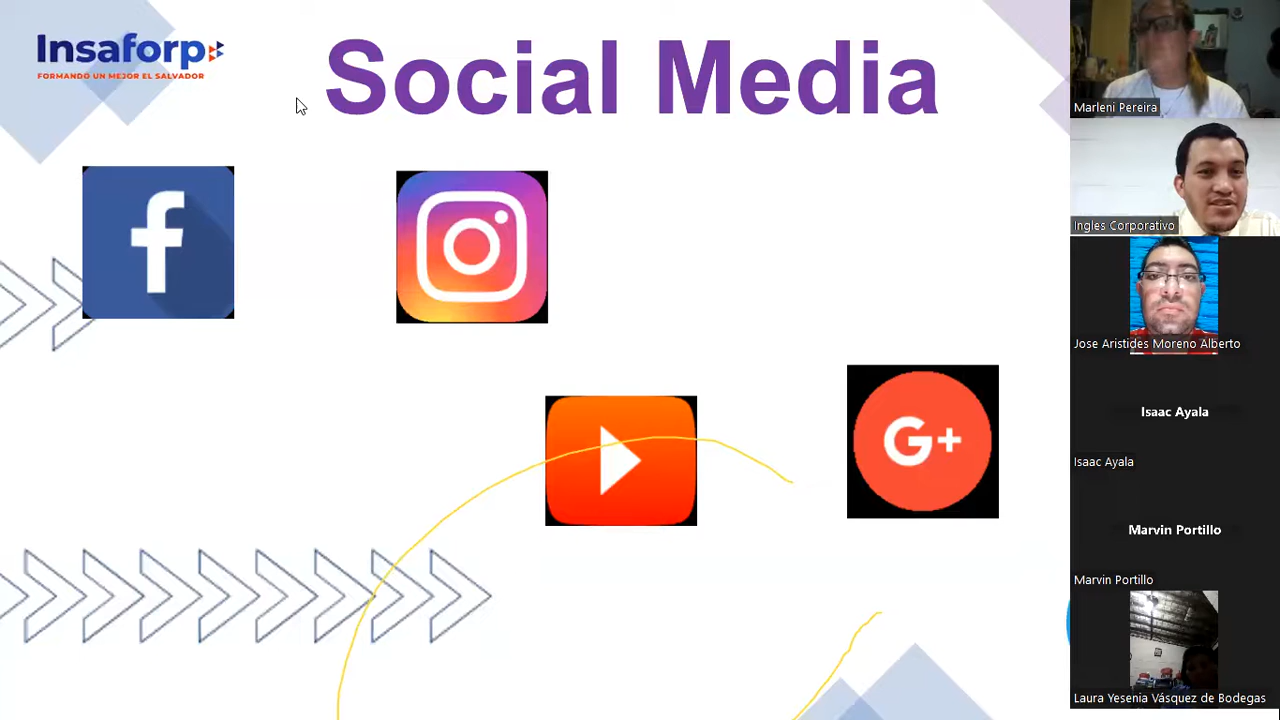 Insaforp
FORMANDO UN MEJOR EL SALVADOR
Social Media
f
G+
Marleni Pereira
Ingles Corporativo
Jose Aristides Moreno Alberto
Isaac Ayala
Isaac Ayala
Marvin Portillo
Marvin Portillo
Laura Yesenia Vásquez de Bodegas